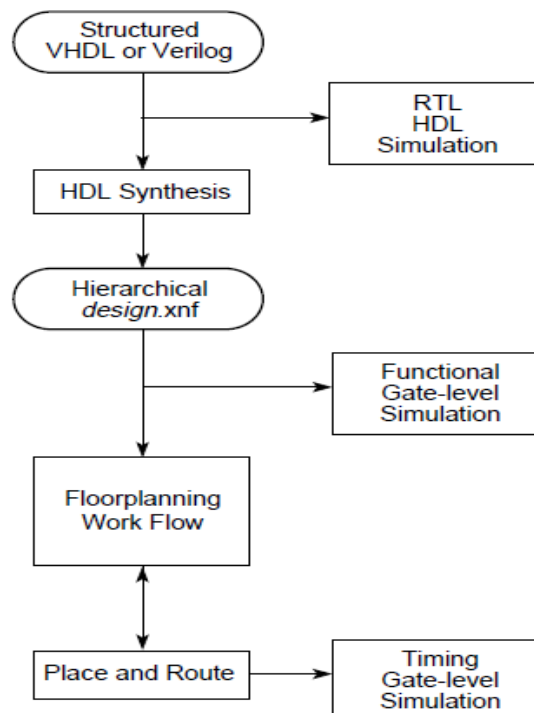 Structured
VHDL or Verilog
RTL
HDL
Simulation
HDL Synthesis
Hierarchical
design.xnf
Functional
Gate-level
Simulation
Floorplanning
Work Flow
Place and Route
Timing
Gate-level
Simulation